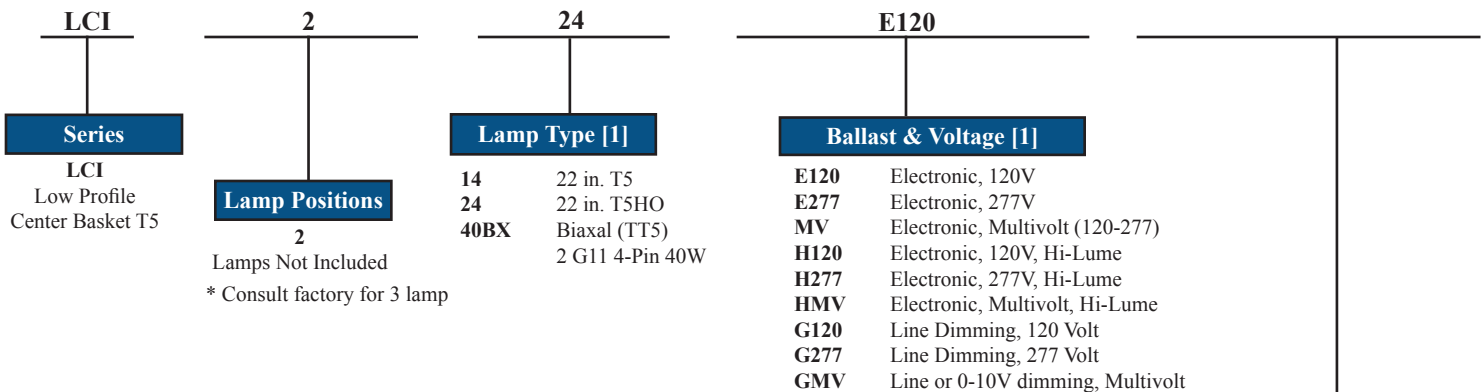 LCI 2 24 E120
Series
LCI
Low Profile
Center Basket T5
Lamp Positions
2
Lamps Not Included
* Consult factory for 3 lamp
Lamp Type [1]
14 22 in. T5
24 22 in. T5HO
40BX Biaxal (TT5)
2 G11 4-Pin 40W
Ballast & Voltage [1]
E120 Electronic, 120V
E277 Electronic, 277V
MV Electronic, Multivolt (120-277)
H120 Electronic, 120V, Hi-Lume
H277 Electronic, 277V, Hi-Lume
HMV Electronic, Multivolt, Hi-Lume
G120 Line Dimming, 120 Volt
G277 Line Dimming, 277 Volt
GMV Line or 0-10V dimming, Multivolt